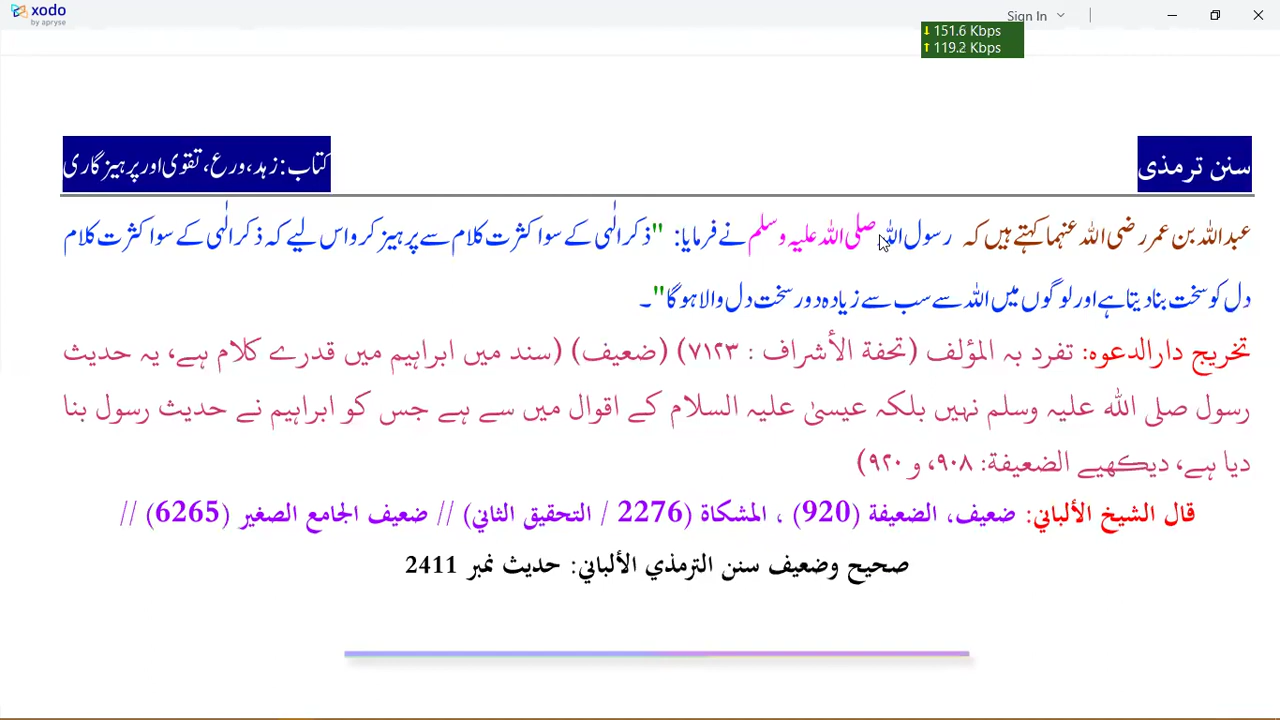 xodo
by apryse
Sign In
151.6 Kbps
119.2 Kbps
سنن ترمذی
کتاب: زہد، ورع، تقوی اور پرہیزگاری
عبداللہ بن عمر رضی اللہ عنہما کہتے ہیں کہ رسول اللہ صلی اللہ علیہ وسلم نے فرمایا: "ذکر الٰہی کے سوا کثرت کلام سے پرہیز کرو اس لیے کہ ذکر الٰہی کے سوا کثرت کلام
دل کو سخت بنا دیتا ہے اور لوگوں میں اللہ سے سب سے زیادہ دور سخت دل والا ہو گا"۔
تخریج دارالدعوہ: تفرد بہ المؤلف (تحفة الأشراف : ۷۱۲۳) (ضعیف) (سند میں ابراہیم میں قدرے کلام ہے، یہ حدیث
رسول صلی اللہ علیہ وسلم نہیں بلکہ عیسیٰ علیہ السلام کے اقوال میں سے ہے جس کو ابراہیم نے حدیث رسول بنا
دیا ہے، دیکھیے الضعیفة: ۹۰۸، و ۹۲۰)
قال الشيخ الألباني: ضعيف، الضعيفة (920) ، المشكاة (2276 / التحقيق الثاني) // ضعيف الجامع الصغير (6265) //
صحيح وضعيف سنن الترمذي الألباني: حديث نمبر 2411